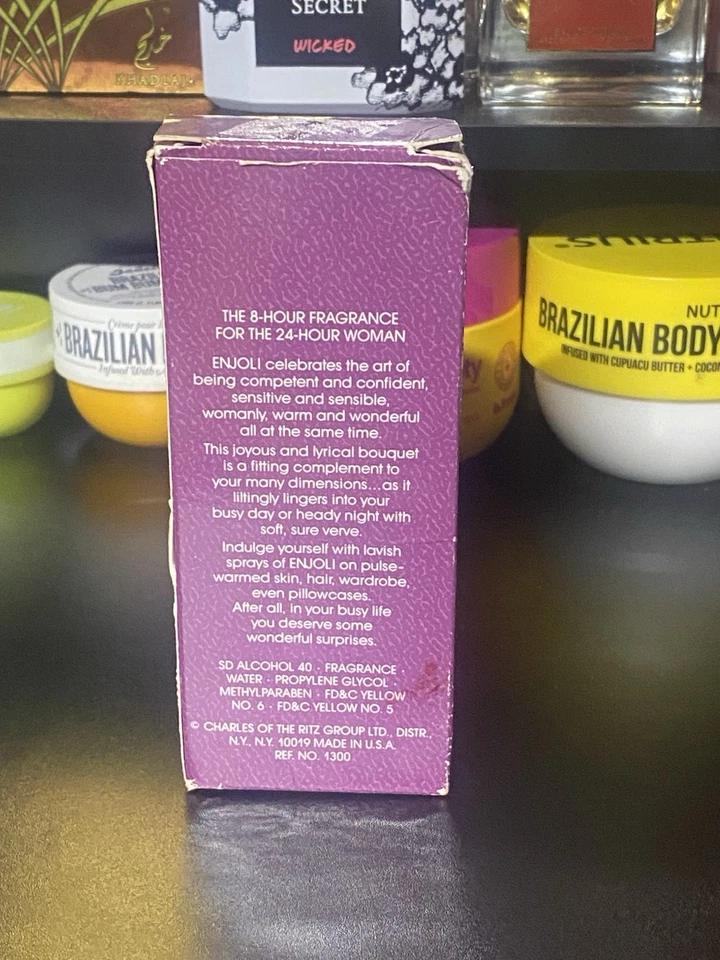 SECRET
WICKED
KHADLAJ
THE 8-HOUR FRAGRANCE
FOR THE 24-HOUR WOMAN
ENJOLI celebrates the art of
being competent and confident,
sensitive and sensible,
womanly, warm and wonderful
all at the same time.
This joyous and lyrical bouquet
is a fitting complement to
your many dimensions...as it
liltingly lingers into your
busy day or heady night with
soft, sure verve.
Indulge yourself with lavish
sprays of ENJOLI on pulse-
warmed skin, hair, wardrobe,
even pillowcases.
After all, in your busy life
you deserve some
wonderful surprises.
SD ALCOHOL 40 · FRAGRANCE ·
WATER · PROPYLENE GLYCOL ·
METHYLPARABEN · FD&C YELLOW
NO. 6 · FD&C YELLOW NO. 5
© CHARLES OF THE RITZ GROUP LTD., DISTR.,
N.Y., N.Y. 10019 MADE IN U.S.A.
REF. NO. 1300
BRAZILIAN
NUT
BRAZILIAN BODY
INFUSED WITH CUPUACU BUTTER + COCON